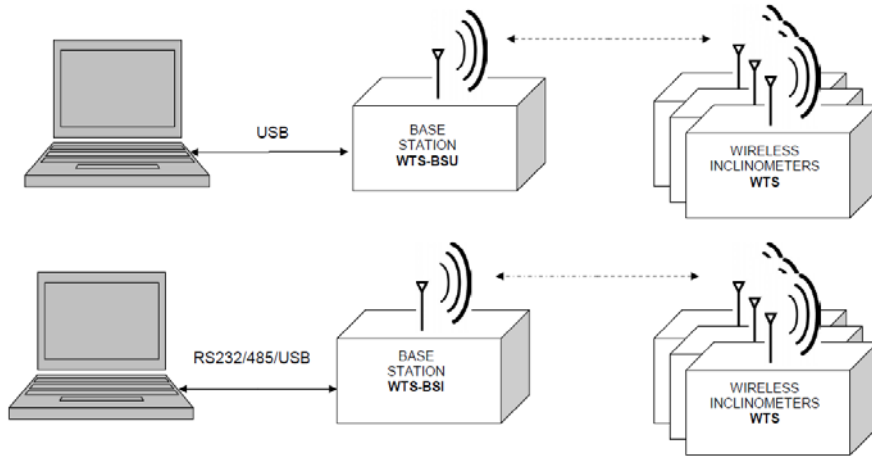 USB
BASE
STATION
WTS-BSU
WIRELESS
INCLINOMETERS
WTS
RS232/485/USB
BASE
STATION
WTS-BSI
WIRELESS
INCLINOMETERS
WTS